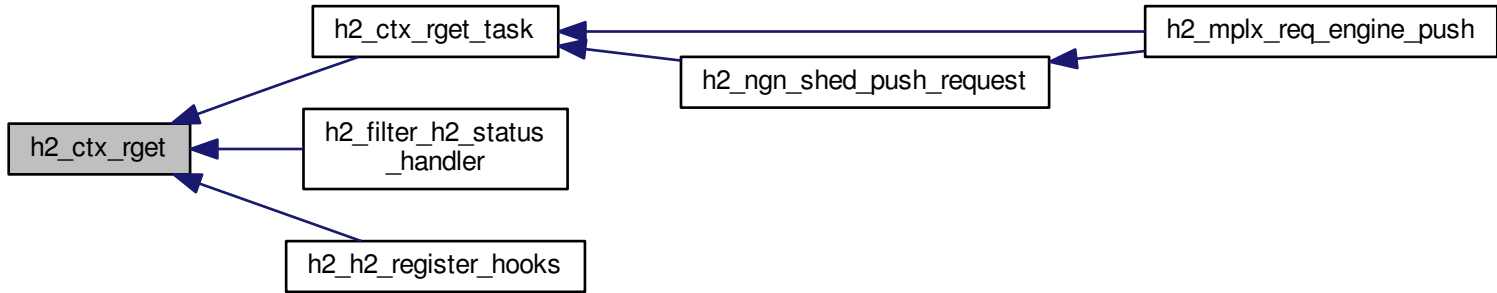 h2_ctx_rget
h2_ctx_rget_task
h2_filter_h2_status
_handler
h2_h2_register_hooks
h2_mplx_req_engine_push
h2_ngn_shed_push_request